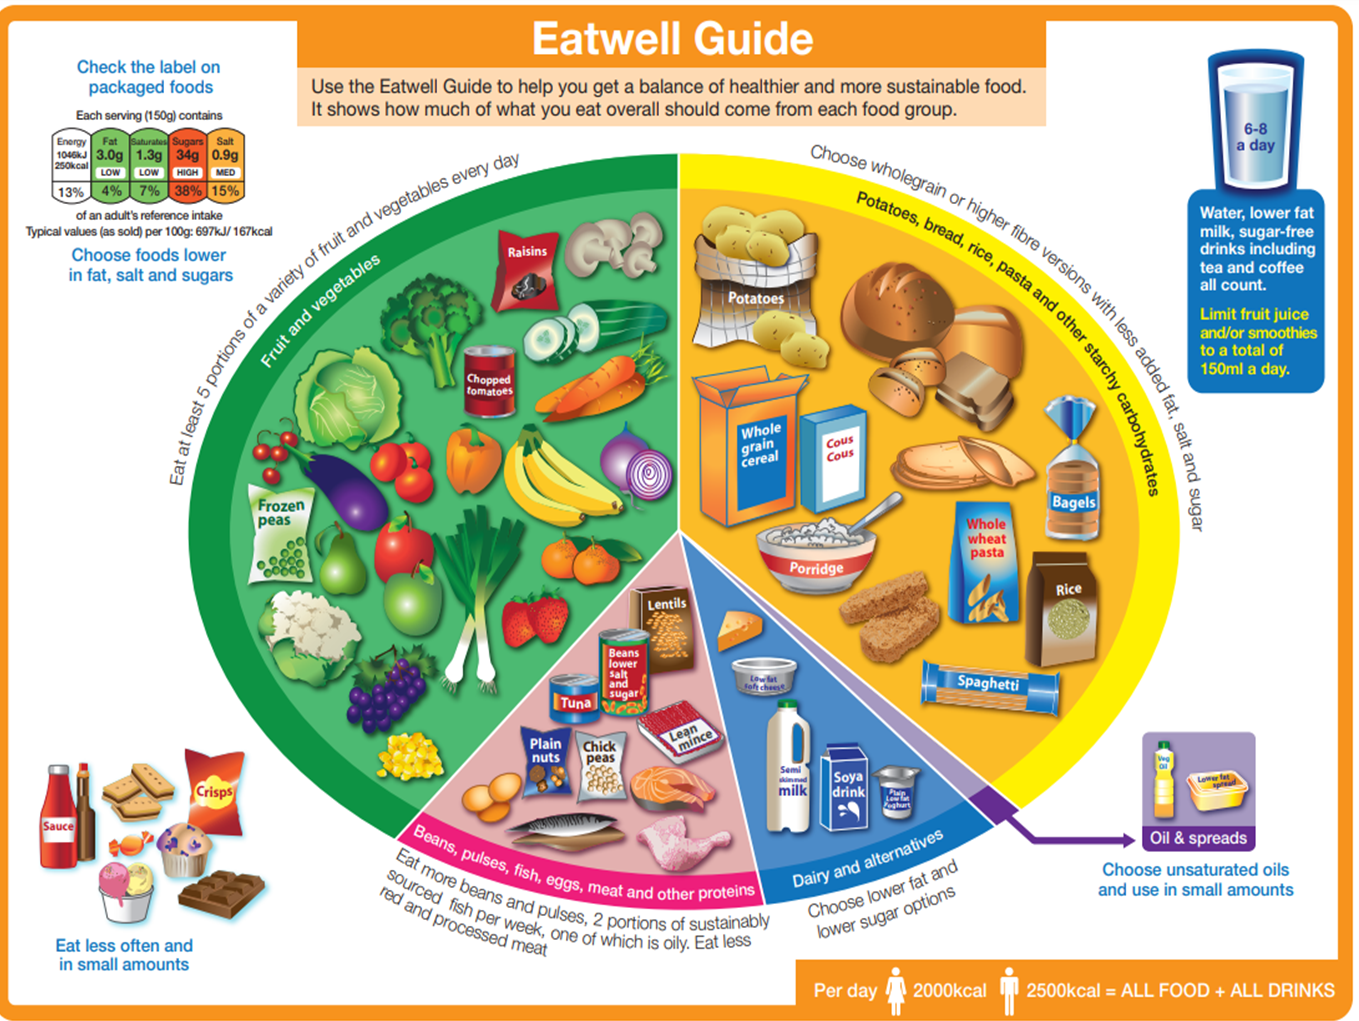 Eatwell Guide
Use the Eatwell Guide to help you get a balance of healthier and more sustainable food.
It shows how much of what you eat overall should come from each food group.
Check the label on
packaged foods
Each serving (150g) contains
Energy
1046kJ
250kcal
13%
Fat
3.0g
LOW
4%
Saturates
1.3g
LOW
7%
Sugars
34g
HIGH
38%
Salt
0.9g
MED
15%
of an adult's reference intake
Typical values (as sold) per 100g: 697kJ/ 167kcal
Choose foods lower
in fat, salt and sugars
6-8
a day
Water, lower fat
milk, sugar-free
drinks including
tea and coffee
all count.
Limit fruit juice
and/or smoothies
to a total of
150ml a day.
Eat at least 5 portions of a variety of fruit and vegetables every day
Fruit and vegetables
Raisins
Chopped
tomatoes
Frozen
peas
Choose wholegrain or higher fibre versions with less added fat, salt and sugar
Potatoes, bread, rice, pasta and other starchy carbohydrates
Potatoes
Whole
grain
cereal
Cous
Cous
Bagels
Porridge
Whole
wheat
pasta
Rice
Spaghetti
Lentils
Beans
lower
salt
and
sugar
Tuna
Lean
mince
Plain
nuts
Chick
peas
Beans, pulses, fish, eggs, meat and other proteins
Eat more beans and pulses, 2 portions of sustainably
sourced fish per week, one of which is oily. Eat less
red and processed meat
Low fat
soft cheese
Semi
skimmed
milk
Soya
drink
Plain
Low fat
Yoghurt
Dairy and alternatives
Choose lower fat and
lower sugar options
Veg
Oil
Lower fat
spread
Oil & spreads
Choose unsaturated oils
and use in small amounts
Sauce
Crisps
Eat less often and
in small amounts
Per day 2000kcal 2500kcal = ALL FOOD + ALL DRINKS